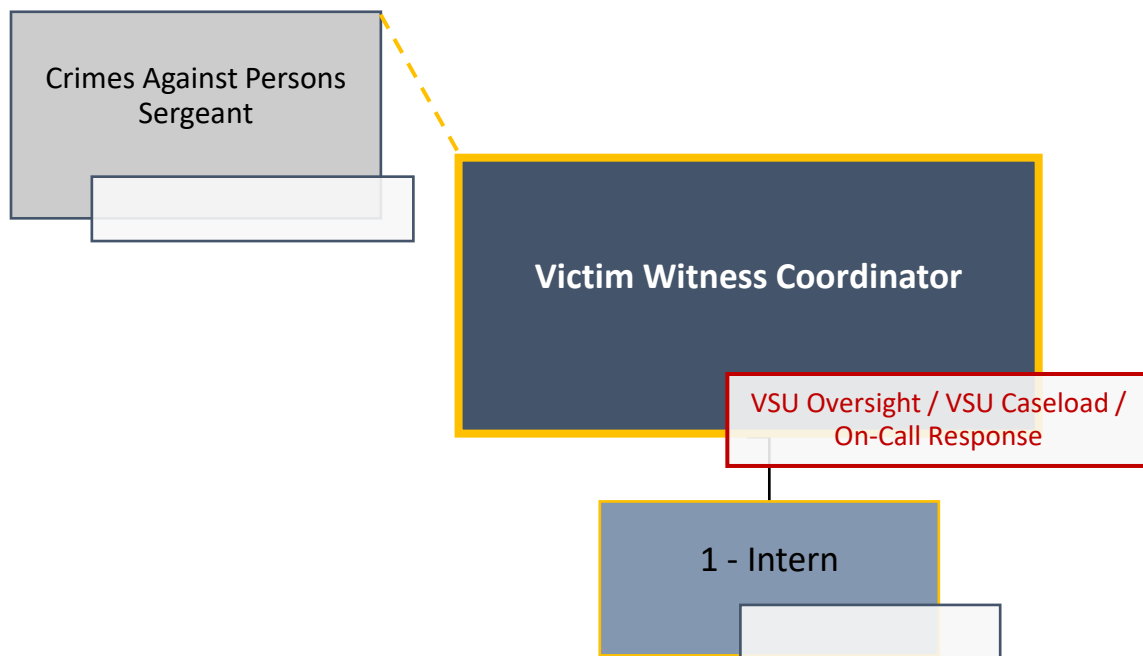 Crimes Against Persons
Sergeant
Victim Witness Coordinator
VSU Oversight / VSU Caseload /
On-Call Response
1 - Intern